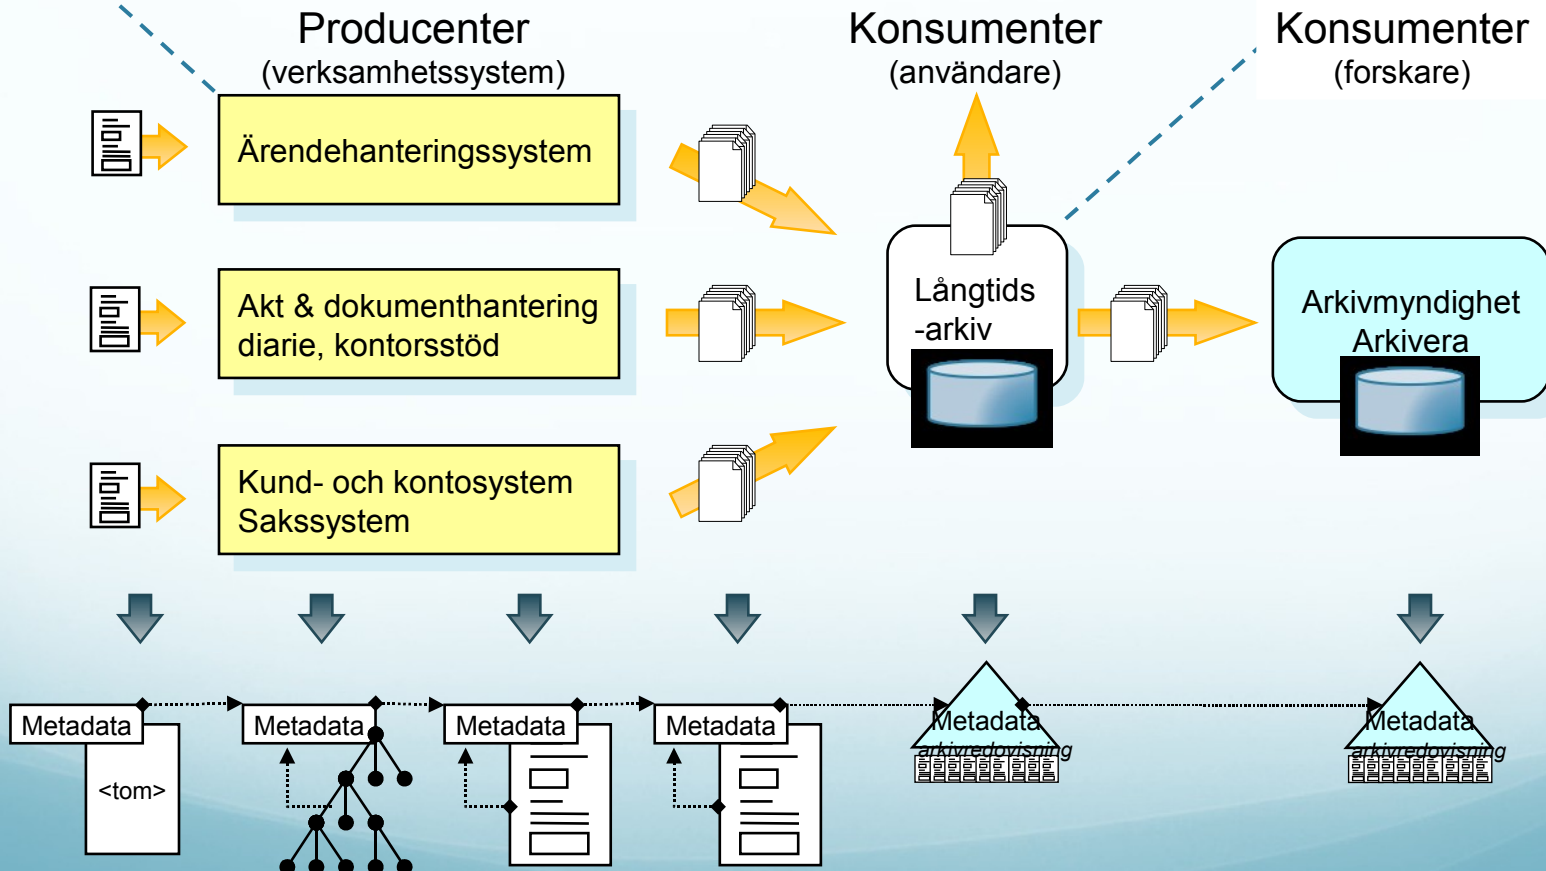 Producenter
(verksamhetssystem)
Konsumenter
(användare)
Konsumenter
(forskare)
Ärendehanteringssystem
Akt & dokumenthantering
diarie, kontorsstöd
Kund- och kontosystem
Sakssystem
Långtids
-arkiv
Arkivmyndighet
Arkivera
Metadata
<tom>
Metadata
Metadata
Metadata
Metadata
arkivredovisning
Metadata
arkivredovisning